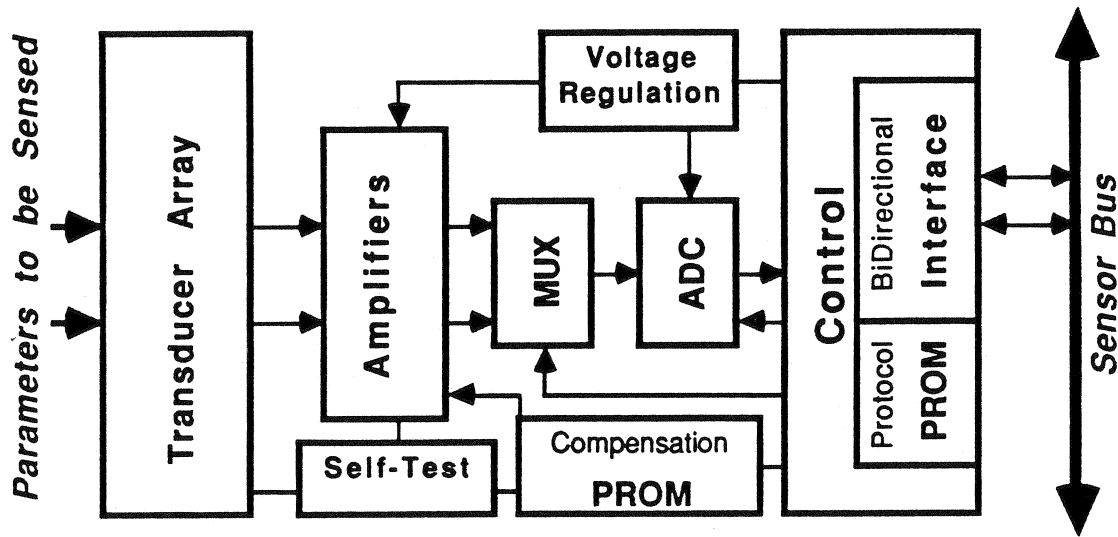 Parameters to be Sensed
Transducer Array
Amplifiers
Self-Test
Voltage
Regulation
MUX
ADC
Compensation
PROM
Control
BiDirectional
Interface
Protocol
PROM
Sensor Bus